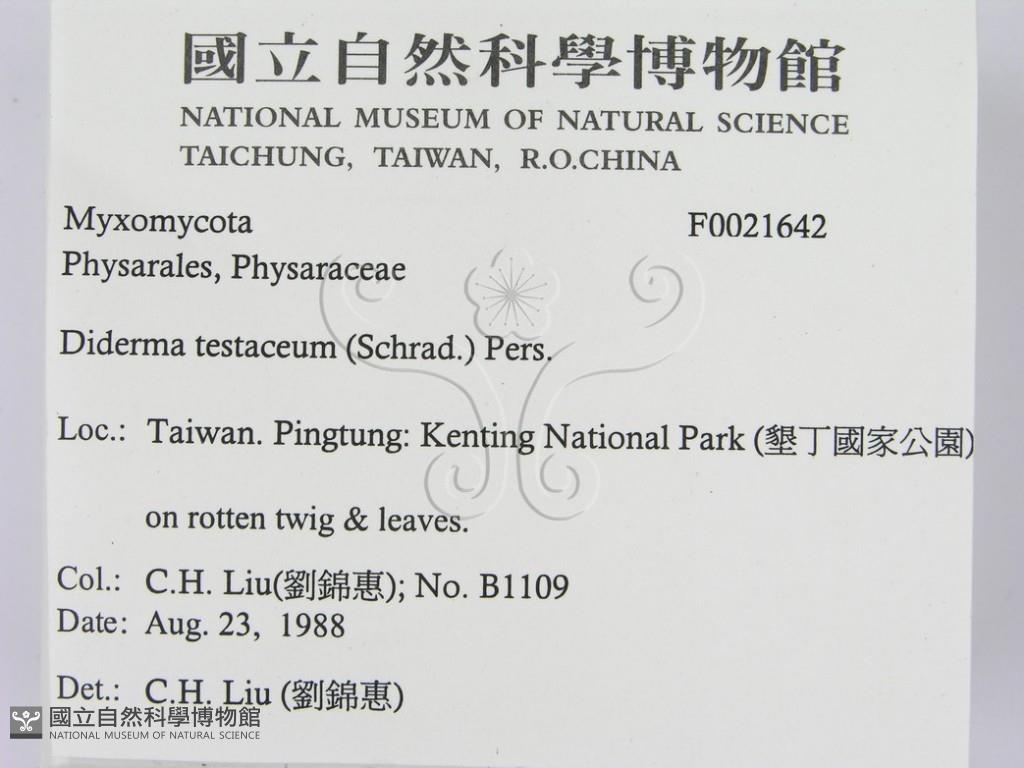 國立自然科學博物館
NATIONAL MUSEUM OF NATURAL SCIENCE
TAICHUNG, TAIWAN, R.O.CHINA
Myxomycota F0021642
Physarales, Physaraceae
Diderma testaceum (Schrad.) Pers.
Loc.: Taiwan. Pingtung: Kenting National Park (墾丁國家公園)
on rotten twig & leaves.
Col.: C.H. Liu(劉錦惠); No. B1109
Date: Aug. 23, 1988
Det.: C.H. Liu (劉錦惠)
國立自然科學博物館
NATIONAL MUSEUM OF NATURAL SCIENCE